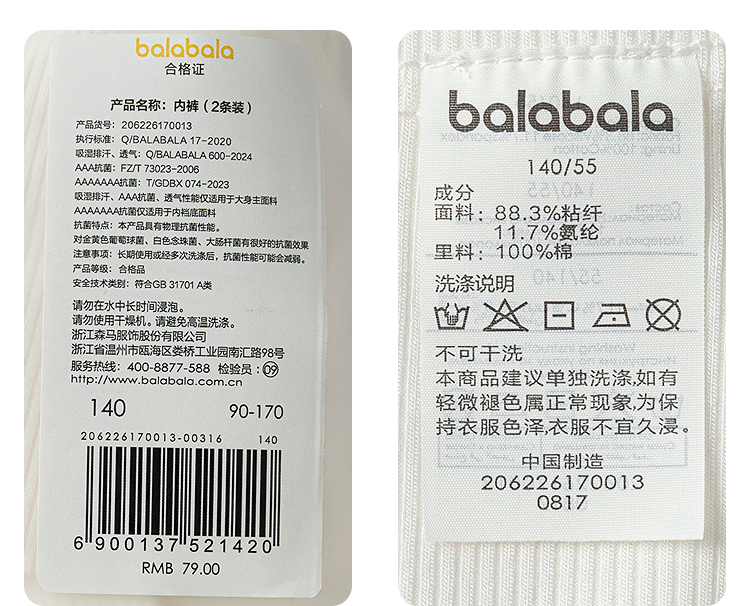 balabala
合格证
产品名称：内裤（2条装）
产品货号：206226170013
执行标准：Q/BALABALA 17-2020
吸湿排汗、透气：Q/BALABALA 600-2024
AAA抗菌：FZ/T 73023-2006
AAAAAAA抗菌：T/GDBX 074-2023
吸湿排汗、AAA抗菌、透气性能仅适用于大身主面料
AAAAAAA抗菌仅适用于内裆底面料
抗菌特点：本产品具有物理抗菌性能。
对金黄色葡萄球菌、白色念珠菌、大肠杆菌有很好的抗菌效果
注意事项：长期使用或经多次洗涤后，抗菌性能可能会减弱。
产品等级：合格品
安全技术类别：符合GB 31701 A类
请勿在水中长时间浸泡。
请勿使用干燥机。请避免高温洗涤。
浙江森马服饰股份有限公司
浙江省温州市瓯海区娄桥工业园南汇路98号
服务热线：400-8877-588 检验员：09
http://www.balabala.com.cn
140 90-170
206226170013-00316 140
6 900137 521420
RMB 79.00
balabala
140/55
成分
面料：88.3%粘纤
11.7%氨纶
里料：100%棉
洗涤说明
不可干洗
本商品建议单独洗涤,如有
轻微褪色属正常现象,为保
持衣服色泽,衣服不宜久浸。
中国制造
206226170013
0817